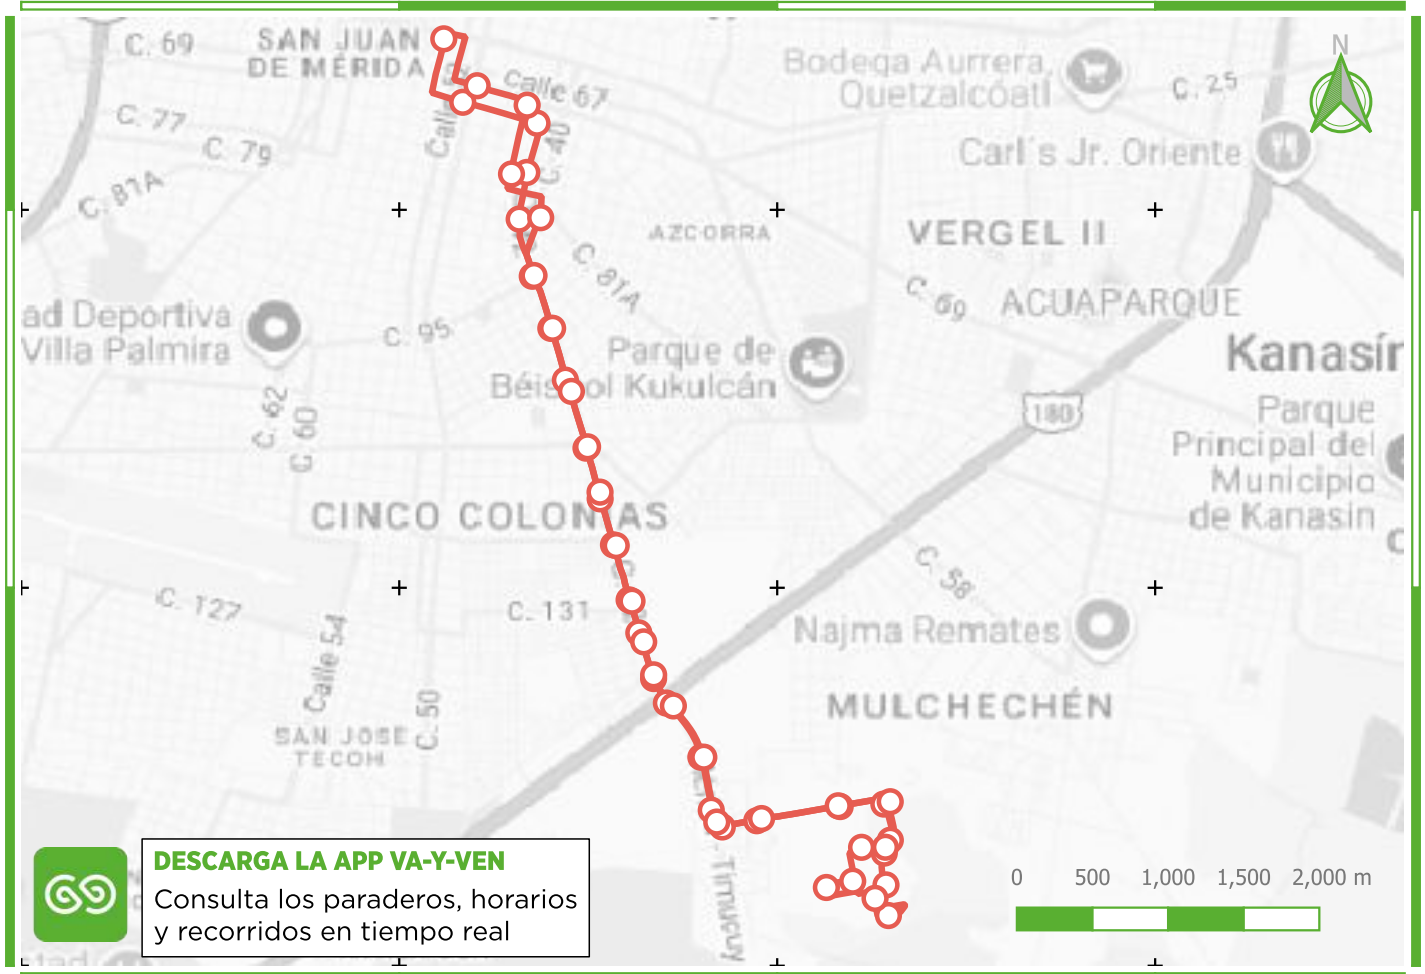 C. 69
SAN JUAN
DE MÉRIDA
Calle 67
Bodega Aurrera,
Quetzalcóatl
C. 25
N
C. 77
C. 79
Calle
C. 40
Carl´s Jr. Oriente
C. 81A
AZCORRA
VERGEL II
C. 81A
C. 69
ACUAPARQUE
ad Deportiva
Villa Palmira
C. 95
Parque de
Béisbol Kukulcán
Kanasín
C. 62
C. 60
180
Parque
Principal del
Municipio
de Kanasin
CINCO COLONIAS
C. 58
C. 127
C. 131
Calle 54
Najma Remates
C. 50
MULCHECHÉN
SAN JOSE
TECOH
- Timucuy
DESCARGA LA APP VA-Y-VEN
Consulta los paraderos, horarios
y recorridos en tiempo real
0 500 1,000 1,500 2,000 m